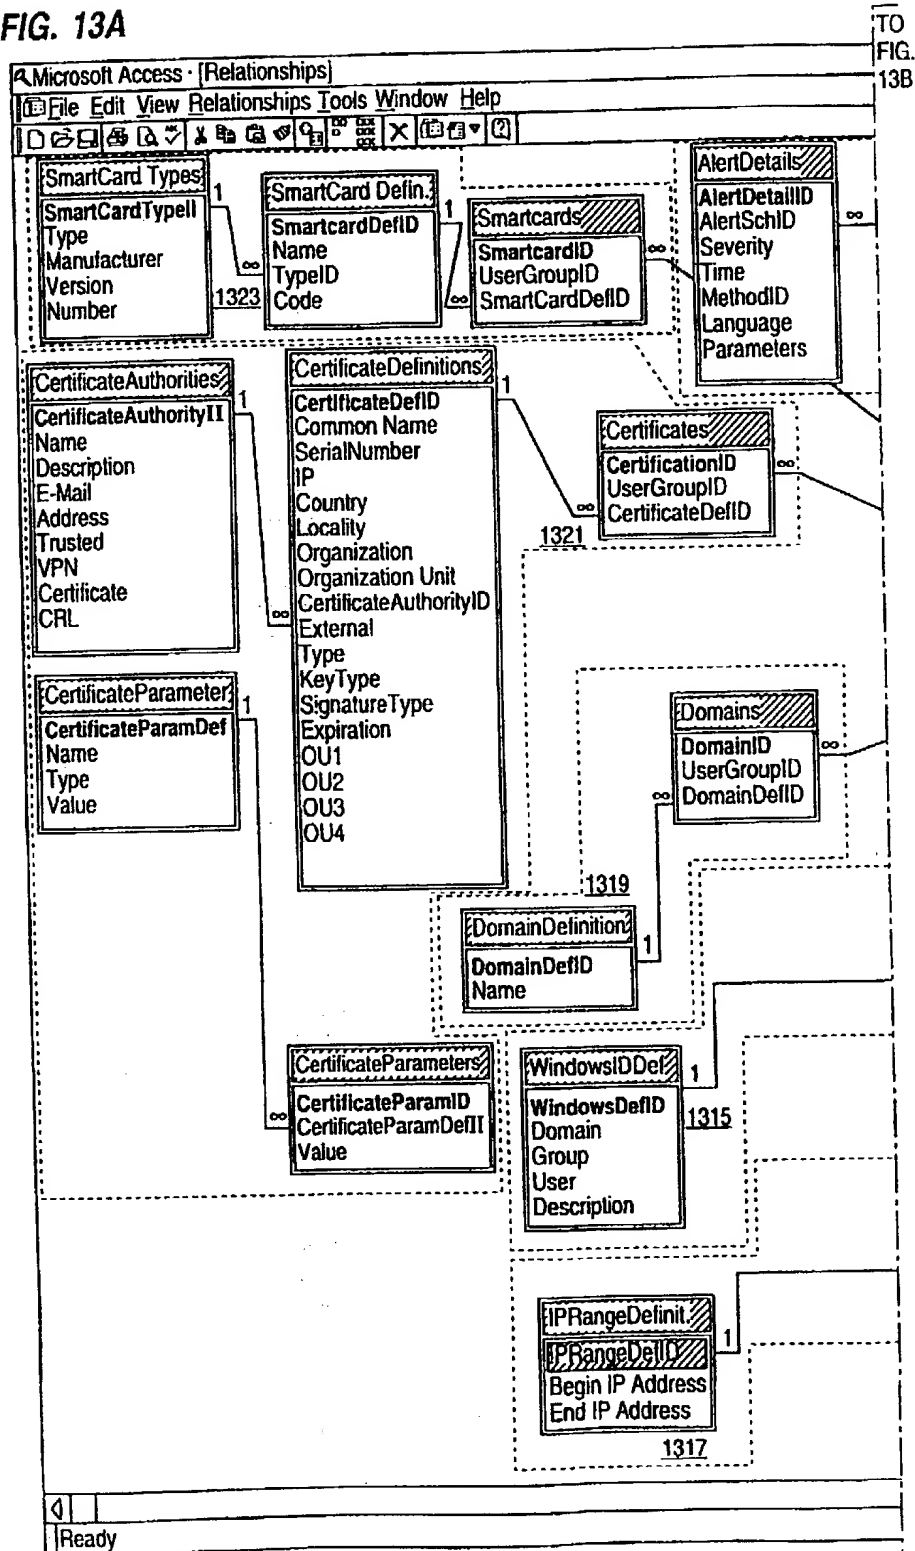 FIG. 13A
TO
FIG.
13B
Microsoft Access · [Relationships]
File Edit View Relationships Tools Window Help
SmartCard Types
SmartCardTypeII
Type
Manufacturer
Version
Number
1
∞
1323
SmartCard Defin.
SmartcardDefID
Name
TypeID
Code
1
∞
Smartcards
SmartcardID
UserGroupID
SmartCardDefID
∞
AlertDetails
AlertDetailID
AlertSchID
Severity
Time
MethodID
Language
Parameters
∞
CertificateAuthorities
CertificateAuthorityII
Name
Description
E-Mail
Address
Trusted
VPN
Certificate
CRL
1
∞
CertificateDefinitions
CertificateDefID
Common Name
SerialNumber
IP
Country
Locality
Organization
Organization Unit
CertificateAuthorityID
External
Type
KeyType
SignatureType
Expiration
OU1
OU2
OU3
OU4
1
∞
1321
Certificates
CertificationID
UserGroupID
CertificateDefID
∞
CertificateParameter
CertificateParamDef
Name
Type
Value
1
∞
Domains
DomainID
UserGroupID
DomainDefID
∞
∞
1319
DomainDefinition
DomainDefID
Name
1
CertificateParameters
CertificateParamID
CertificateParamDefII
Value
WindowsIDDef
WindowsDefID
Domain
Group
User
Description
1
1315
IPRangeDefinit.
IPRangeDefID
Begin IP Address
End IP Address
1
1317
Ready